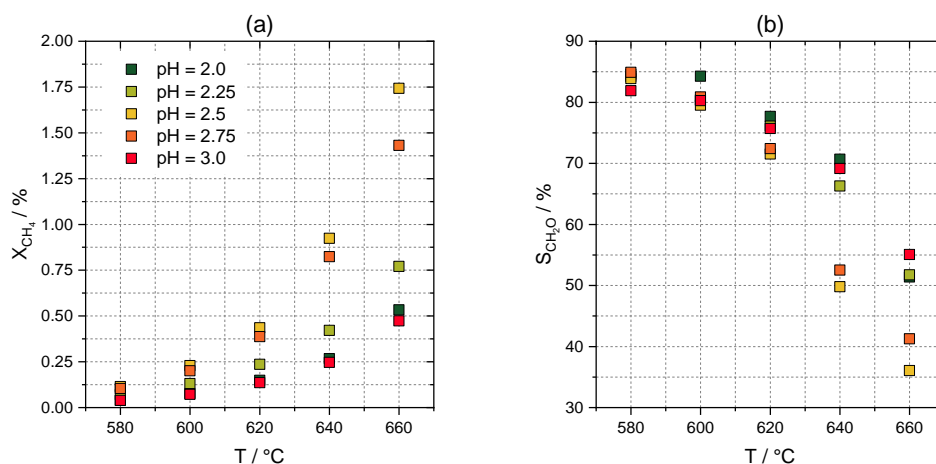 (a)
2.00
1.75
1.50
1.25
1.00
0.75
0.50
0.25
0.00
X_CH₄ / %
pH = 2.0
pH = 2.25
pH = 2.5
pH = 2.75
pH = 3.0
580 600 620 640 660
T / °C
(b)
90
80
70
60
50
40
30
S_CH₂O / %
580 600 620 640 660
T / °C